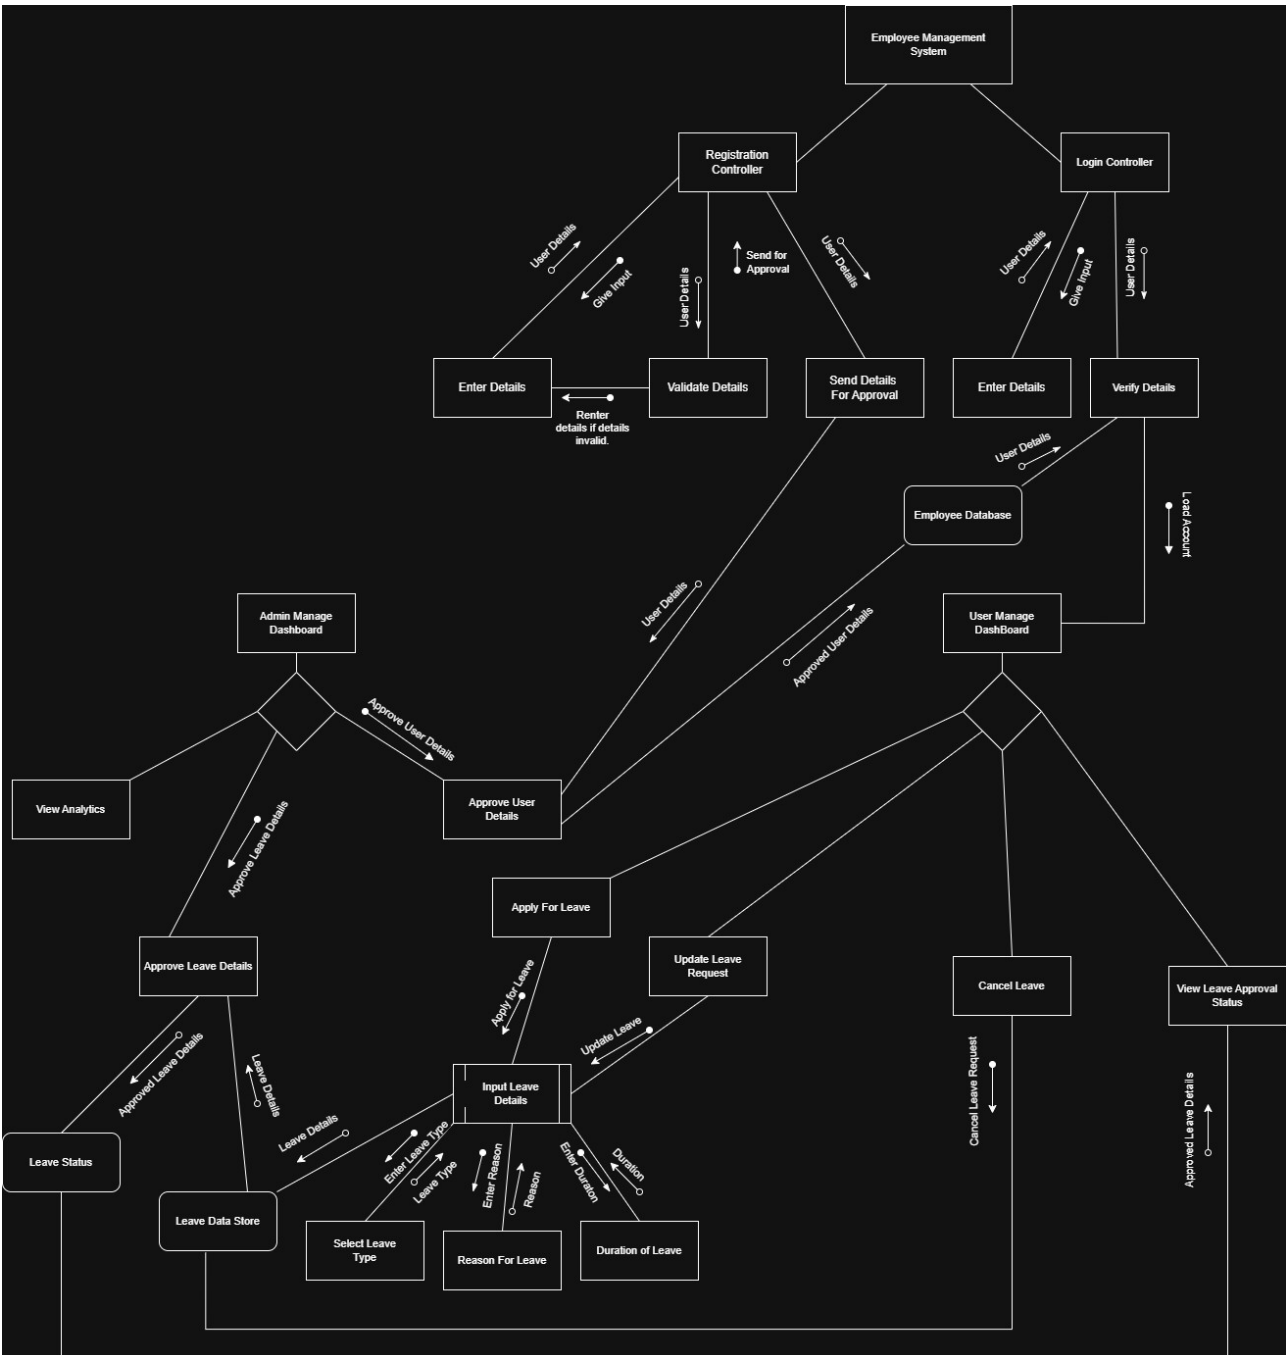 Employee Management
System
Registration
Controller
Login Controller
User Details
Give Input
User Details
Send for
Approval
User Details
User Details
Give Input
User Details
Enter Details
Validate Details
Send Details
For Approval
Enter Details
Verify Details
Renter
details if details
invalid.
User Details
Employee Database
Load Account
User Details
Approved User Details
Admin Manage
Dashboard
User Manage
DashBoard
Approve User Details
View Analytics
Approve User
Details
Approve Leave Details
Apply For Leave
Approve Leave Details
Update Leave
Request
Cancel Leave
View Leave Approval
Status
Apply for Leave
Update Leave
Approved Leave Details
Leave Details
Input Leave
Details
Cancel Leave Request
Approved Leave Details
Leave Details
Enter Leave Type
Leave Type
Enter Reason
Reason
Enter Duraton
Duration
Leave Status
Leave Data Store
Select Leave
Type
Reason For Leave
Duration of Leave